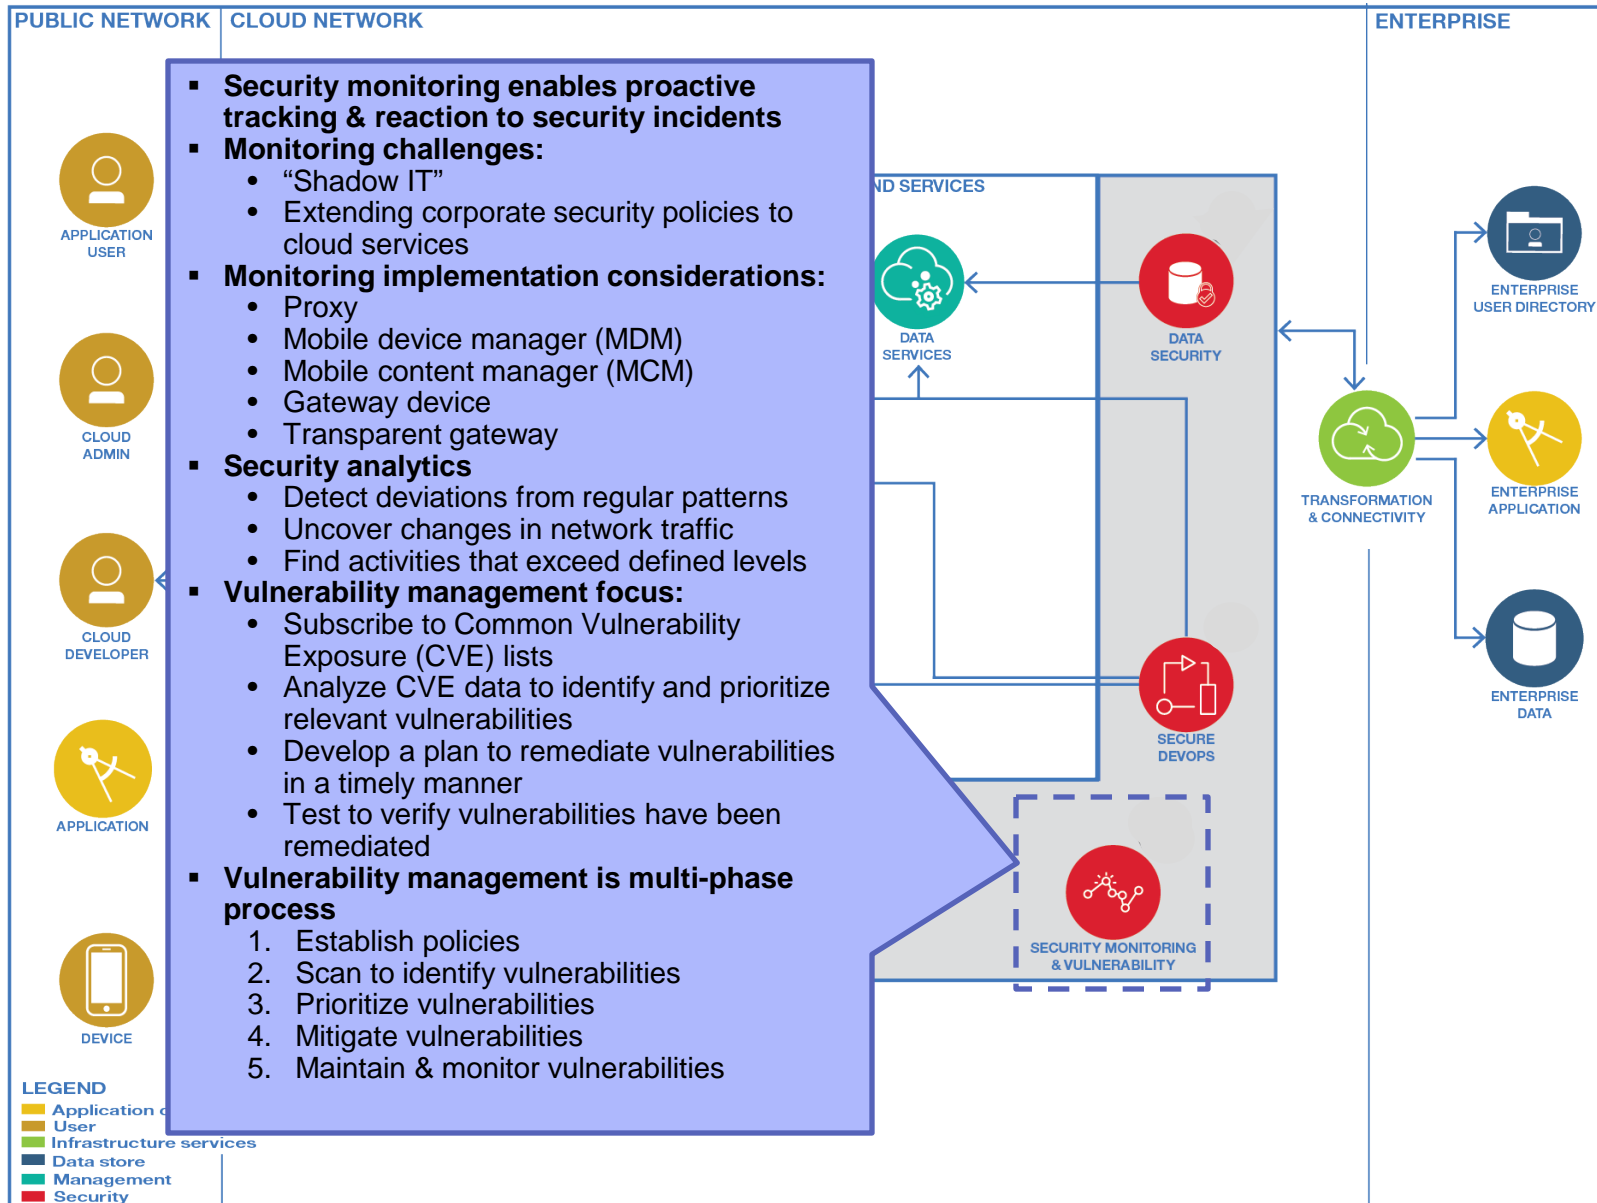 PUBLIC NETWORK
CLOUD NETWORK
ENTERPRISE
▪ Security monitoring enables proactive
tracking & reaction to security incidents
▪ Monitoring challenges:
• “Shadow IT”
• Extending corporate security policies to
cloud services
▪ Monitoring implementation considerations:
• Proxy
• Mobile device manager (MDM)
• Mobile content manager (MCM)
• Gateway device
• Transparent gateway
▪ Security analytics
• Detect deviations from regular patterns
• Uncover changes in network traffic
• Find activities that exceed defined levels
▪ Vulnerability management focus:
• Subscribe to Common Vulnerability
Exposure (CVE) lists
• Analyze CVE data to identify and prioritize
relevant vulnerabilities
• Develop a plan to remediate vulnerabilities
in a timely manner
• Test to verify vulnerabilities have been
remediated
▪ Vulnerability management is multi-phase
process
1. Establish policies
2. Scan to identify vulnerabilities
3. Prioritize vulnerabilities
4. Mitigate vulnerabilities
5. Maintain & monitor vulnerabilities
APPLICATION
USER
CLOUD
ADMIN
CLOUD
DEVELOPER
APPLICATION
DEVICE
SERVICES
DATA
SERVICES
DATA
SECURITY
SECURE
DEVOPS
SECURITY MONITORING
& VULNERABILITY
TRANSFORMATION
& CONNECTIVITY
ENTERPRISE
USER DIRECTORY
ENTERPRISE
APPLICATION
ENTERPRISE
DATA
LEGEND
Application
User
Infrastructure services
Data store
Management
Security